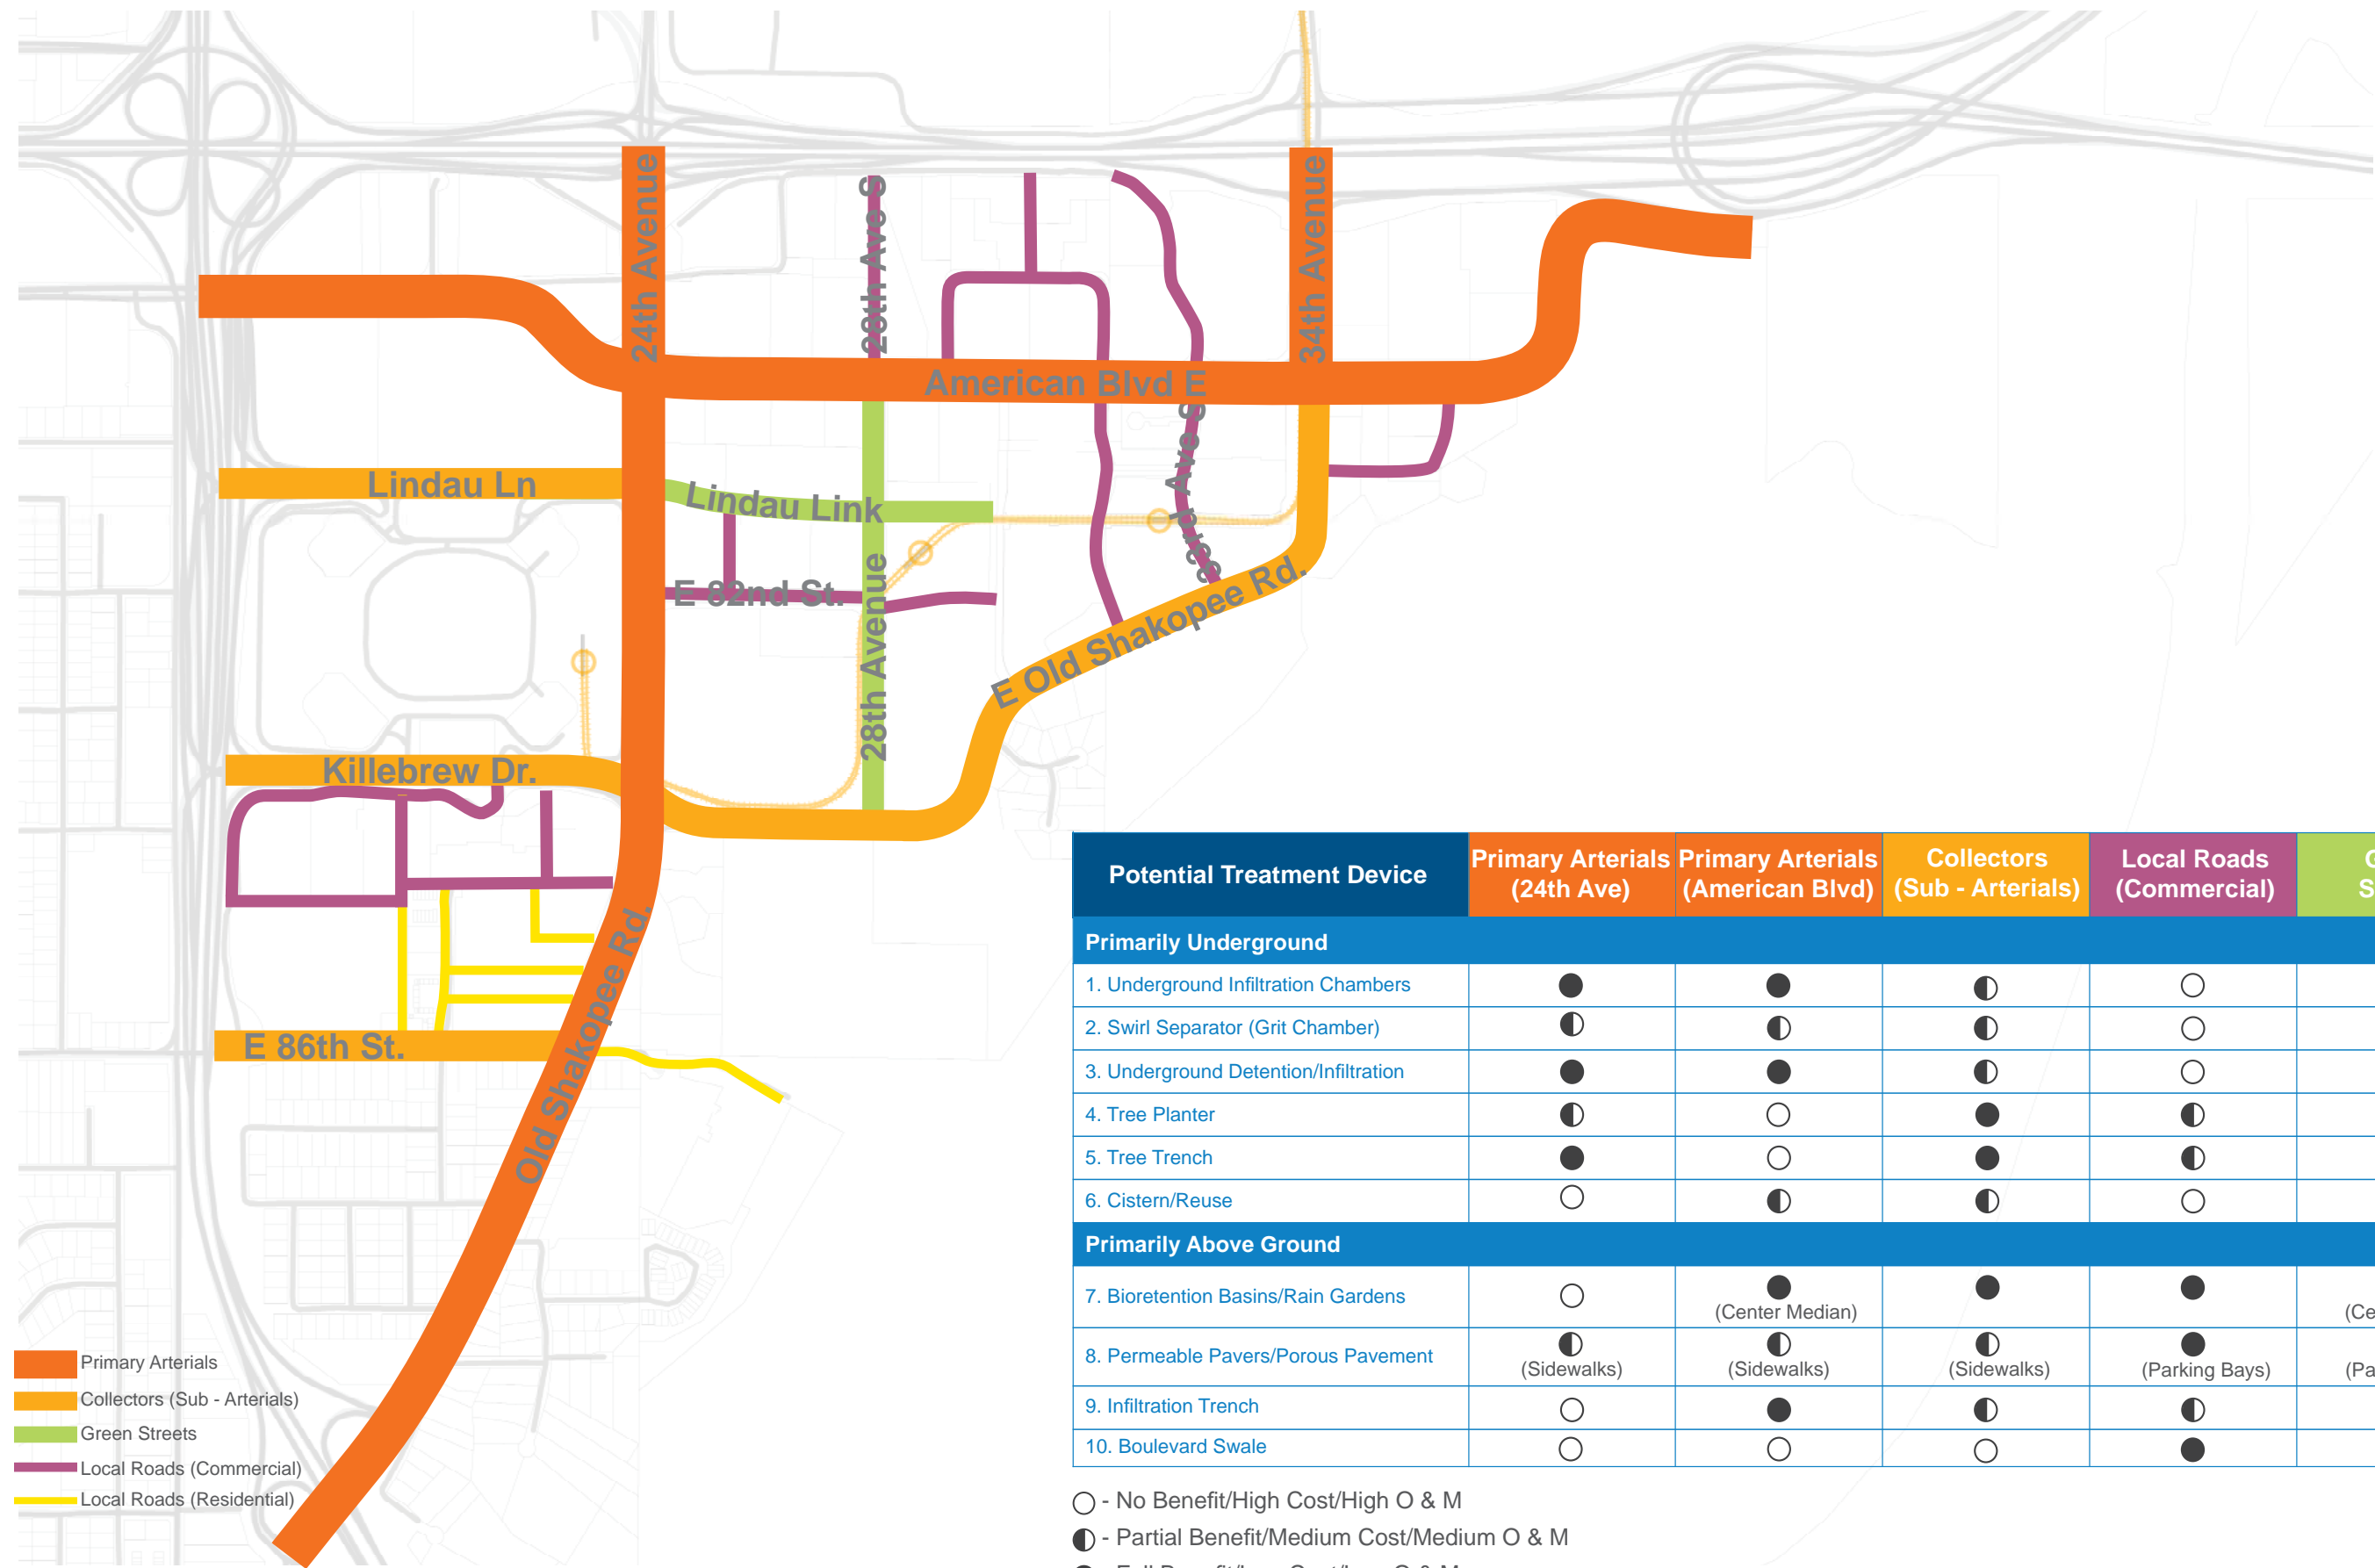 24th Avenue
28th Ave S
34th Avenue
American Blvd E
Lindau Ln
Lindau Link
Ave S
E 82nd St.
28th Avenue
E Old Shakopee Rd.
Killebrew Dr.
Old Shakopee Rd.
E 86th St.
Primary Arterials
Collectors (Sub - Arterials)
Green Streets
Local Roads (Commercial)
Local Roads (Residential)
Potential Treatment Device
Primary Arterials
(24th Ave)
Primary Arterials
(American Blvd)
Collectors
(Sub - Arterials)
Local Roads
(Commercial)
Primarily Underground
1. Underground Infiltration Chambers
2. Swirl Separator (Grit Chamber)
3. Underground Detention/Infiltration
4. Tree Planter
5. Tree Trench
6. Cistern/Reuse
Primarily Above Ground
7. Bioretention Basins/Rain Gardens
(Center Median)
8. Permeable Pavers/Porous Pavement
(Sidewalks)
(Sidewalks)
(Sidewalks)
(Parking Bays)
9. Infiltration Trench
10. Boulevard Swale
- No Benefit/High Cost/High O & M
- Partial Benefit/Medium Cost/Medium O & M